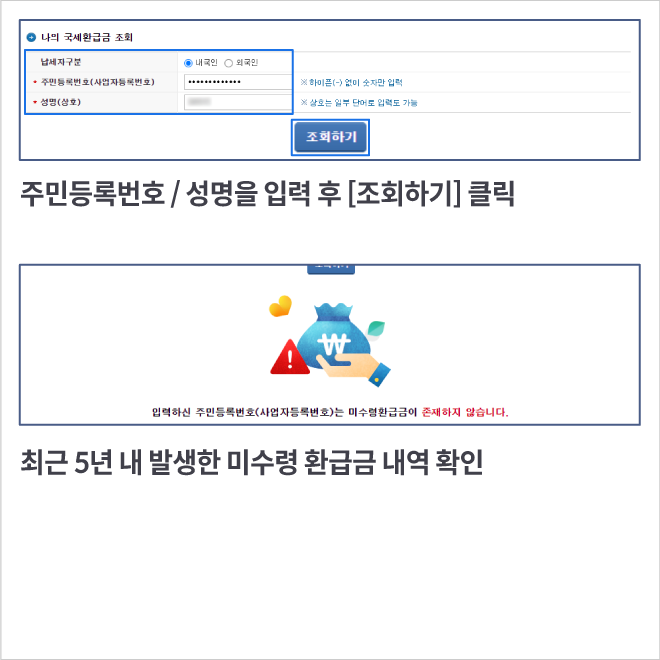 나의 국세환급금 조회
납세자구분 내국인 외국인
* 주민등록번호(사업자등록번호) ••••••••••••• ※ 하이픈(-) 없이 숫자만 입력
* 성명(상호) ※ 상호는 일부 단어로 입력도 가능
조회하기
주민등록번호 / 성명을 입력 후 [조회하기] 클릭
조회하기
₩
!
입력하신 주민등록번호(사업자등록번호)는 미수령환급금이 존재하지 않습니다.
최근 5년 내 발생한 미수령 환급금 내역 확인